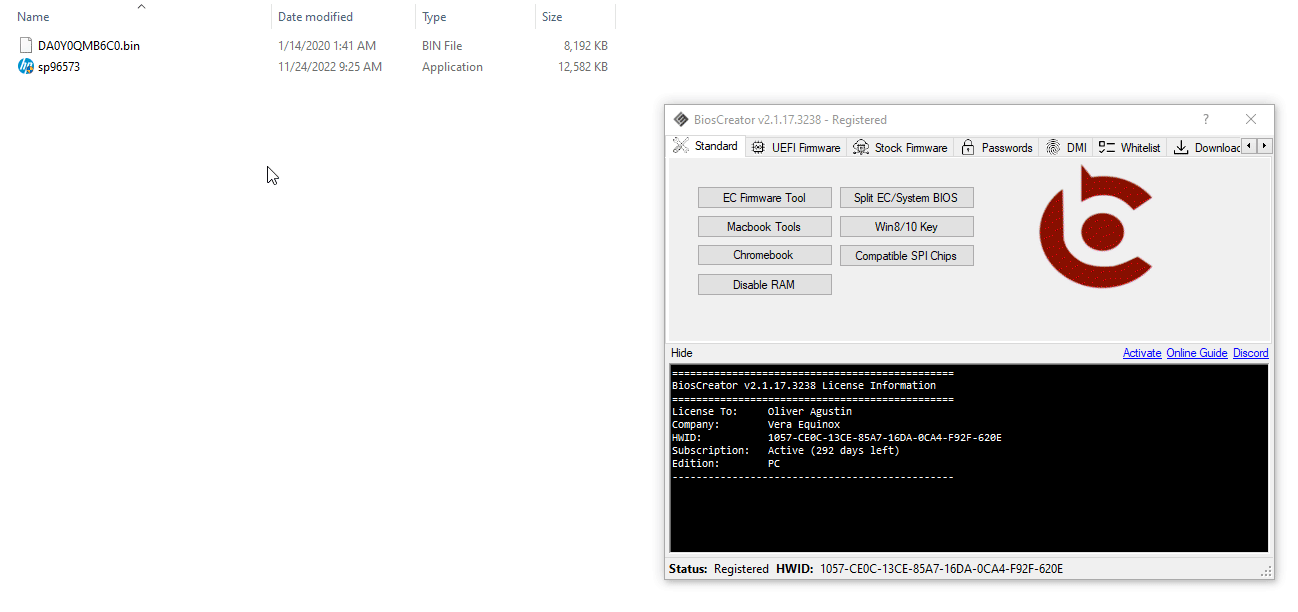 Name Date modified Type Size
DA0Y0QMB6C0.bin 1/14/2020 1:41 AM BIN File 8,192 KB
sp96573 11/24/2022 9:25 AM Application 12,582 KB
BiosCreator v2.1.17.3238 - Registered ?
Standard UEFI Firmware Stock Firmware Passwords DMI Whitelist Downloac
EC Firmware Tool Split EC/System BIOS
Macbook Tools Win8/10 Key
Chromebook Compatible SPI Chips
Disable RAM
Hide Activate Online Guide Discord
===============================================
BiosCreator v2.1.17.3238 License Information
===============================================
License To: Oliver Agustin
Company: Vera Equinox
HWID: 1057-CE0C-13CE-85A7-16DA-0CA4-F92F-620E
Subscription: Active (292 days left)
Edition: PC
-----------------------------------------------
Status: Registered HWID: 1057-CE0C-13CE-85A7-16DA-0CA4-F92F-620E